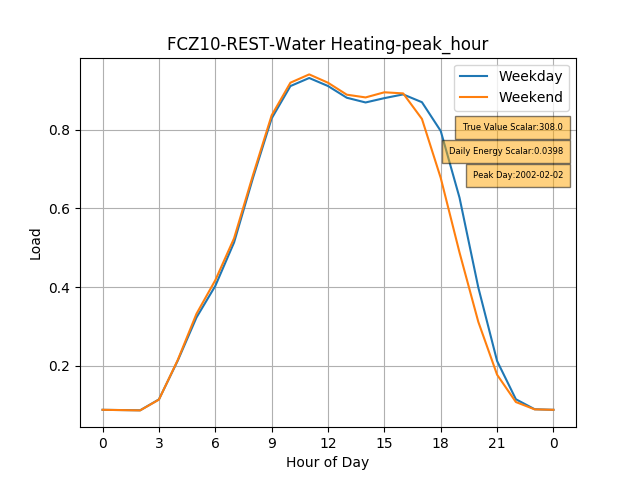 FCZ10-REST-Water Heating-peak_hour
Weekday
Weekend
True Value Scalar:308.0
Daily Energy Scalar:0.0398
Peak Day:2002-02-02
0.8
0.6
0.4
0.2
Load
0 3 6 9 12 15 18 21 0
Hour of Day